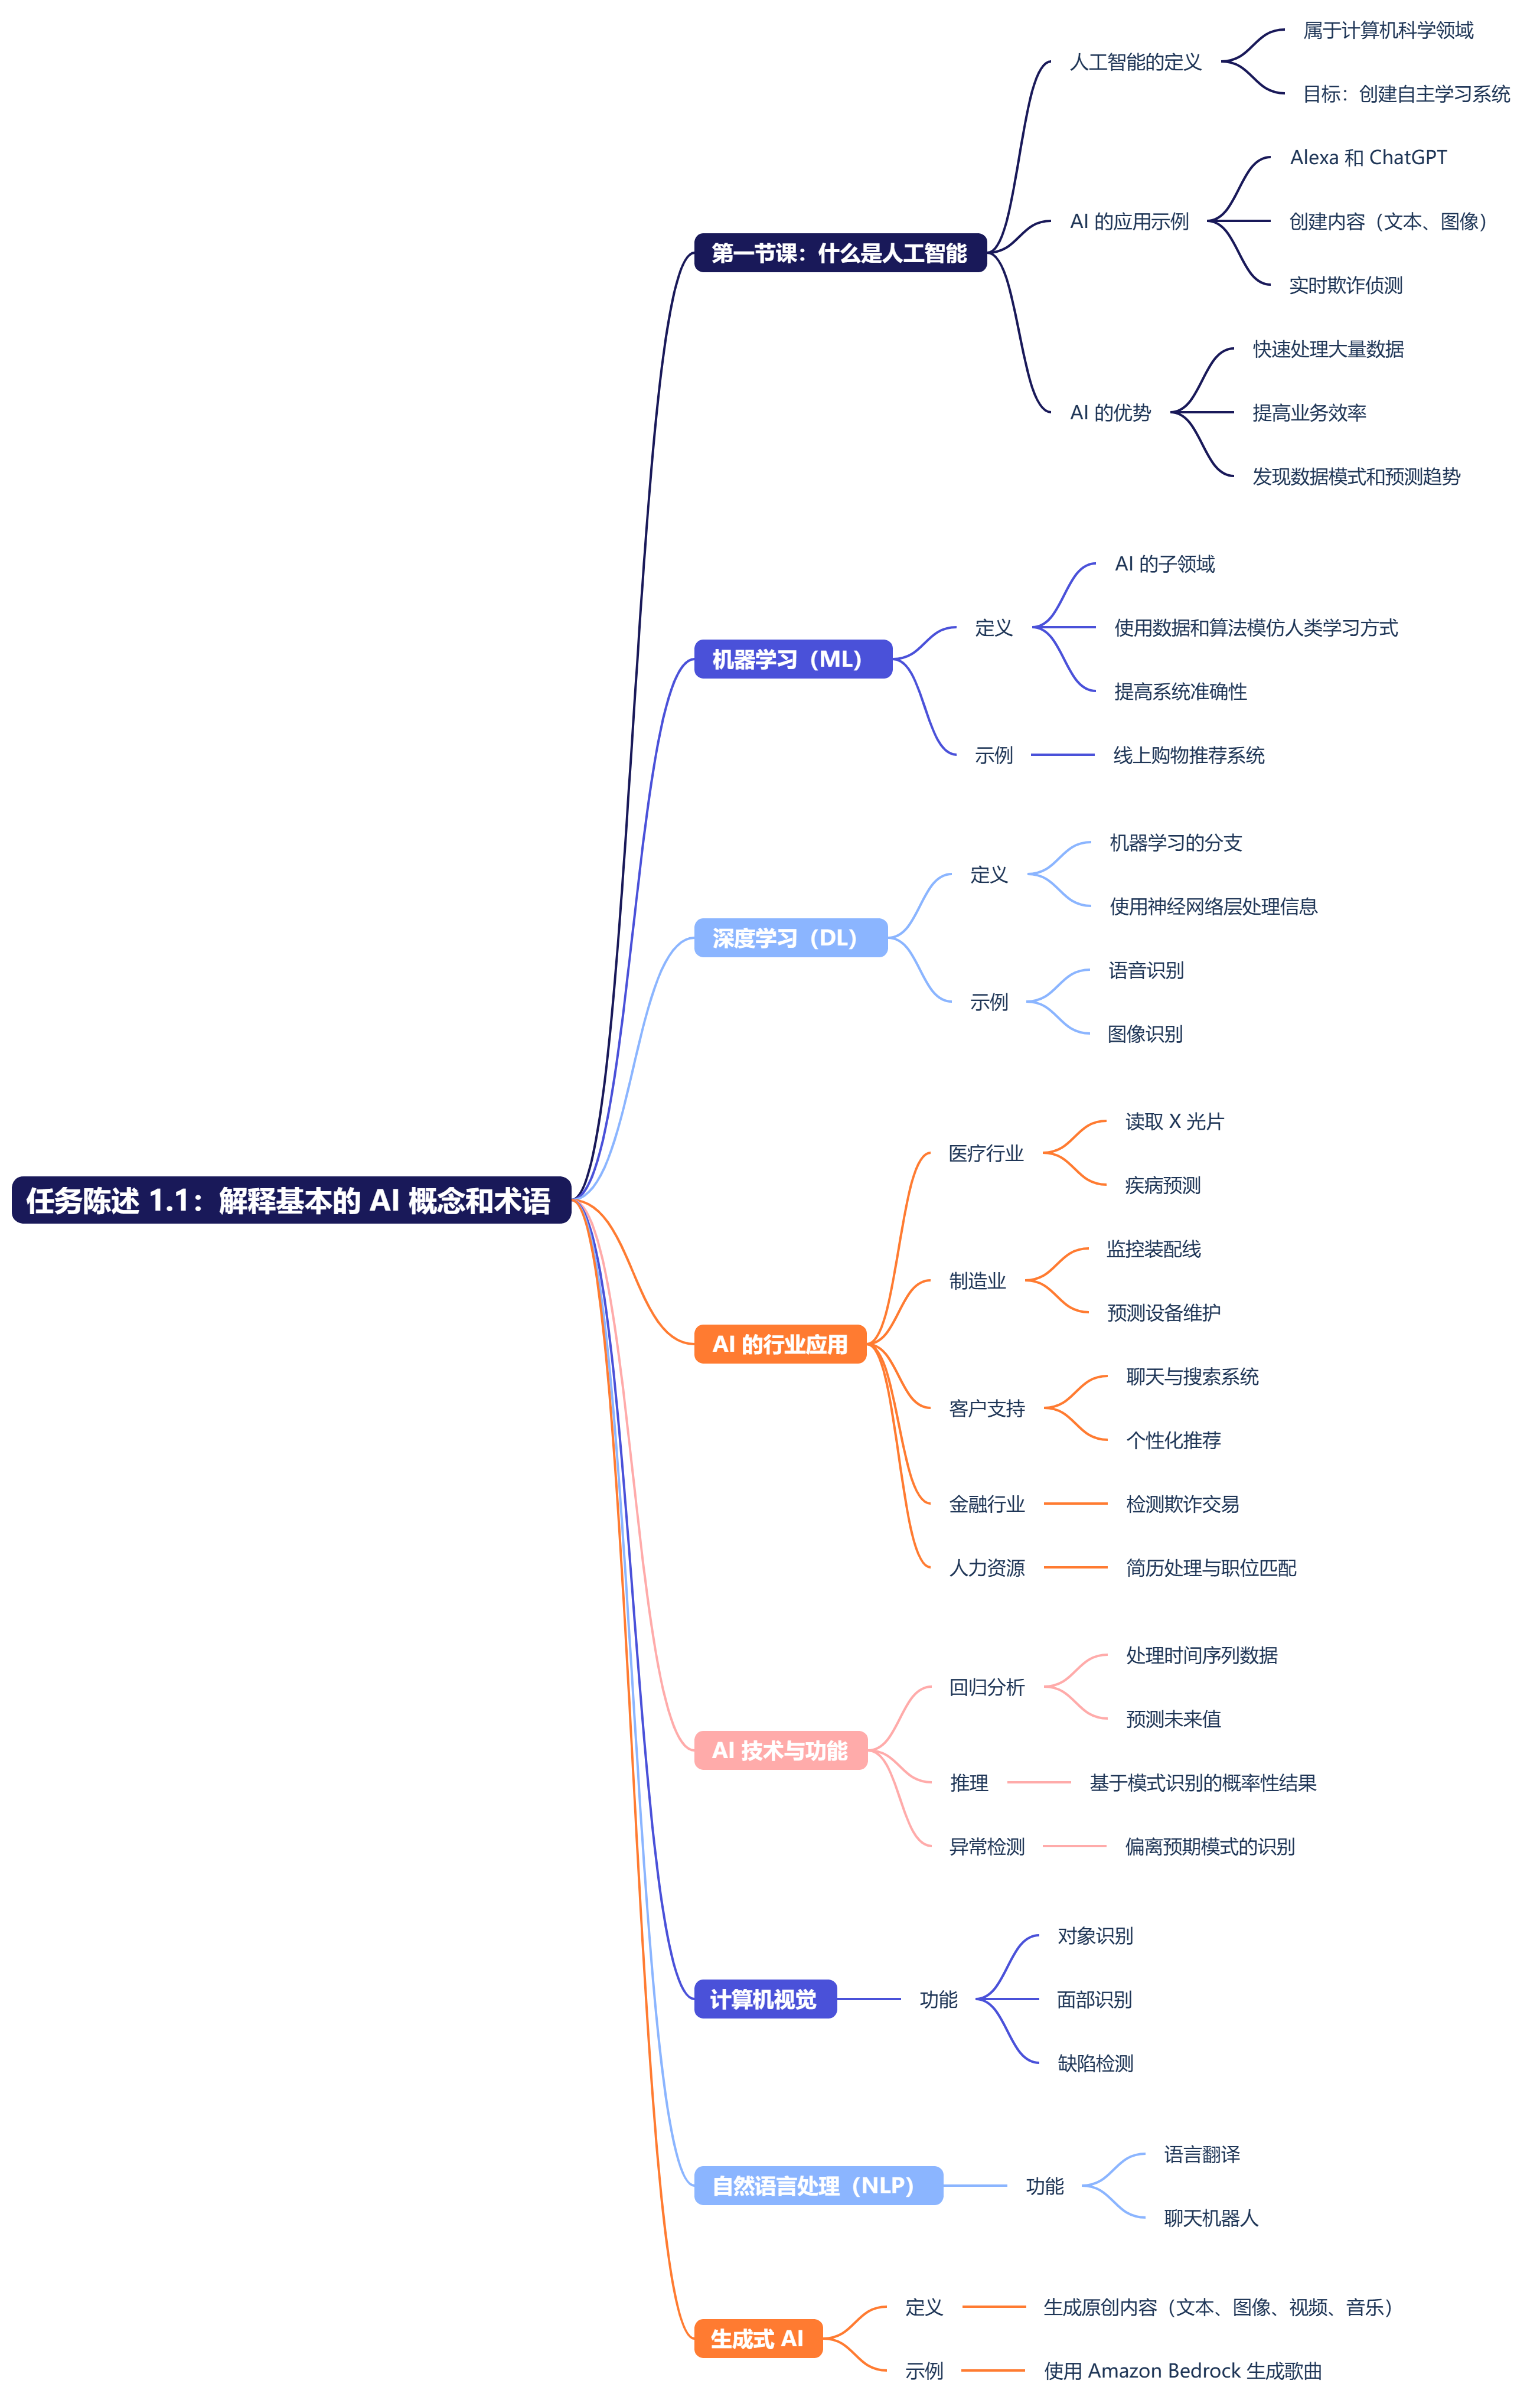 任务陈述 1.1：解释基本的 AI 概念和术语
第一节课：什么是人工智能
人工智能的定义
属于计算机科学领域
目标：创建自主学习系统
AI 的应用示例
Alexa 和 ChatGPT
创建内容（文本、图像）
实时欺诈侦测
AI 的优势
快速处理大量数据
提高业务效率
发现数据模式和预测趋势
机器学习（ML）
定义
AI 的子领域
使用数据和算法模仿人类学习方式
提高系统准确性
示例
线上购物推荐系统
深度学习（DL）
定义
机器学习的分支
使用神经网络层处理信息
示例
语音识别
图像识别
AI 的行业应用
医疗行业
读取 X 光片
疾病预测
制造业
监控装配线
预测设备维护
客户支持
聊天与搜索系统
个性化推荐
金融行业
检测欺诈交易
人力资源
简历处理与职位匹配
AI 技术与功能
回归分析
处理时间序列数据
预测未来值
推理
基于模式识别的概率性结果
异常检测
偏离预期模式的识别
计算机视觉
功能
对象识别
面部识别
缺陷检测
自然语言处理（NLP）
功能
语言翻译
聊天机器人
生成式 AI
定义
生成原创内容（文本、图像、视频、音乐）
示例
使用 Amazon Bedrock 生成歌曲